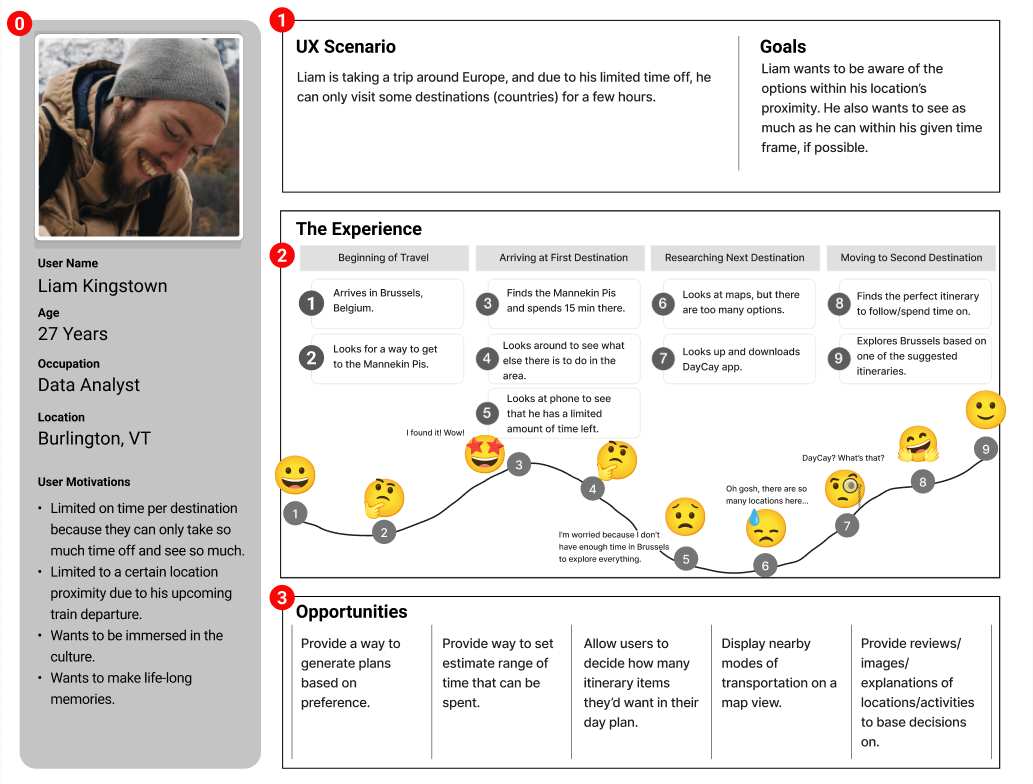 0
User Name
Liam Kingstown
Age
27 Years
Occupation
Data Analyst
Location
Burlington, VT
User Motivations
• Limited on time per destination
because they can only take so
much time off and see so much.
• Limited to a certain location
proximity due to his upcoming
train departure.
• Wants to be immersed in the
culture.
• Wants to make life-long
memories.
1
UX Scenario
Liam is taking a trip around Europe, and due to his limited time off, he
can only visit some destinations (countries) for a few hours.
Goals
Liam wants to be aware of the
options within his location's
proximity. He also wants to see as
much as he can within his given time
frame, if possible.
The Experience
2
Beginning of Travel
1
Arrives in Brussels,
Belgium.
2
Looks for a way to get
to the Mannekin Pis.
Arriving at First Destination
3
Finds the Mannekin Pis
and spends 15 min there.
4
Looks around to see what
else there is to do in the
area.
5
Looks at phone to see
that he has a limited
amount of time left.
Researching Next Destination
6
Looks at maps, but there
are too many options.
7
Looks up and downloads
DayCay app.
Moving to Second Destination
8
Finds the perfect itinerary
to follow/spend time on.
9
Explores Brussels based on
one of the suggested
itineraries.
1
2
I found it! Wow!
3
4
I'm worried because I don't
have enough time in Brussels
to explore everything.
5
Oh gosh, there are so
many locations here...
6
DayCay? What's that?
7
8
9
3
Opportunities
Provide a way to
generate plans
based on
preference.
Provide way to set
estimate range of
time that can be
spent.
Allow users to
decide how many
itinerary items
they'd want in their
day plan.
Display nearby
modes of
transportation on a
map view.
Provide reviews/
images/
explanations of
locations/activities
to base decisions
on.